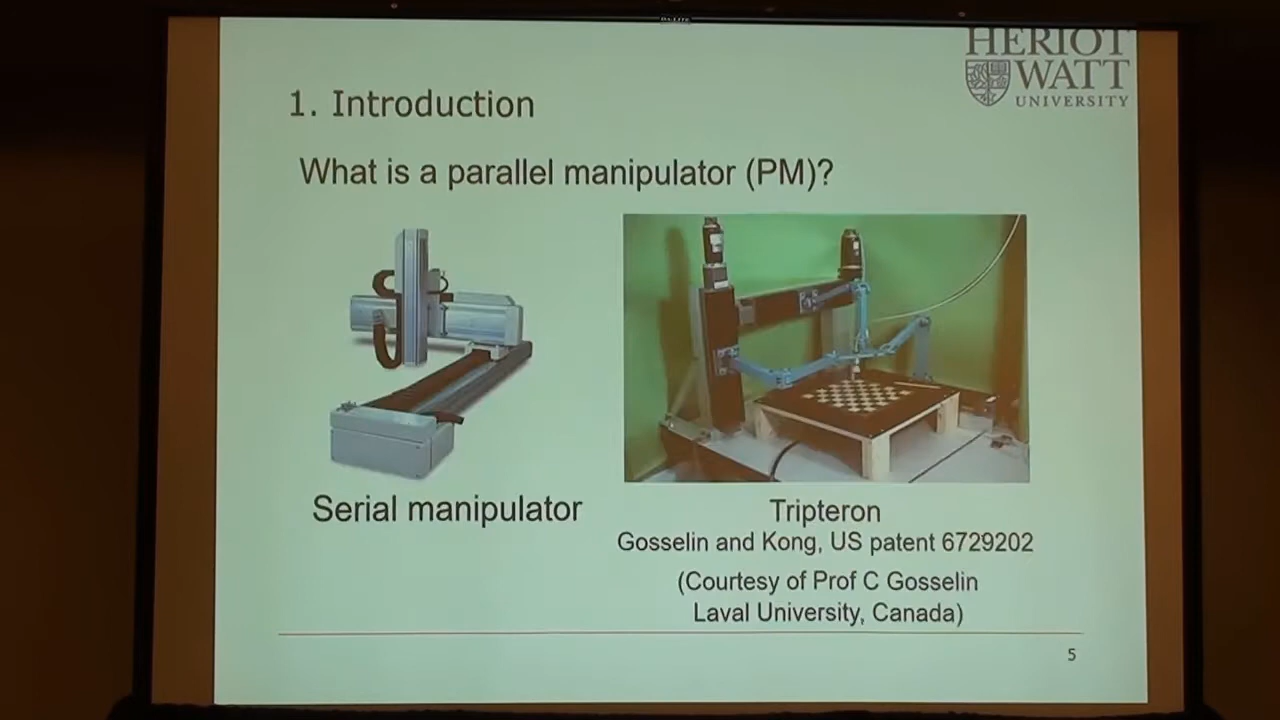 HERIOT
WATT
UNIVERSITY
1. Introduction
What is a parallel manipulator (PM)?
Serial manipulator
Tripteron
Gosselin and Kong, US patent 6729202
(Courtesy of Prof C Gosselin
Laval University, Canada)
5